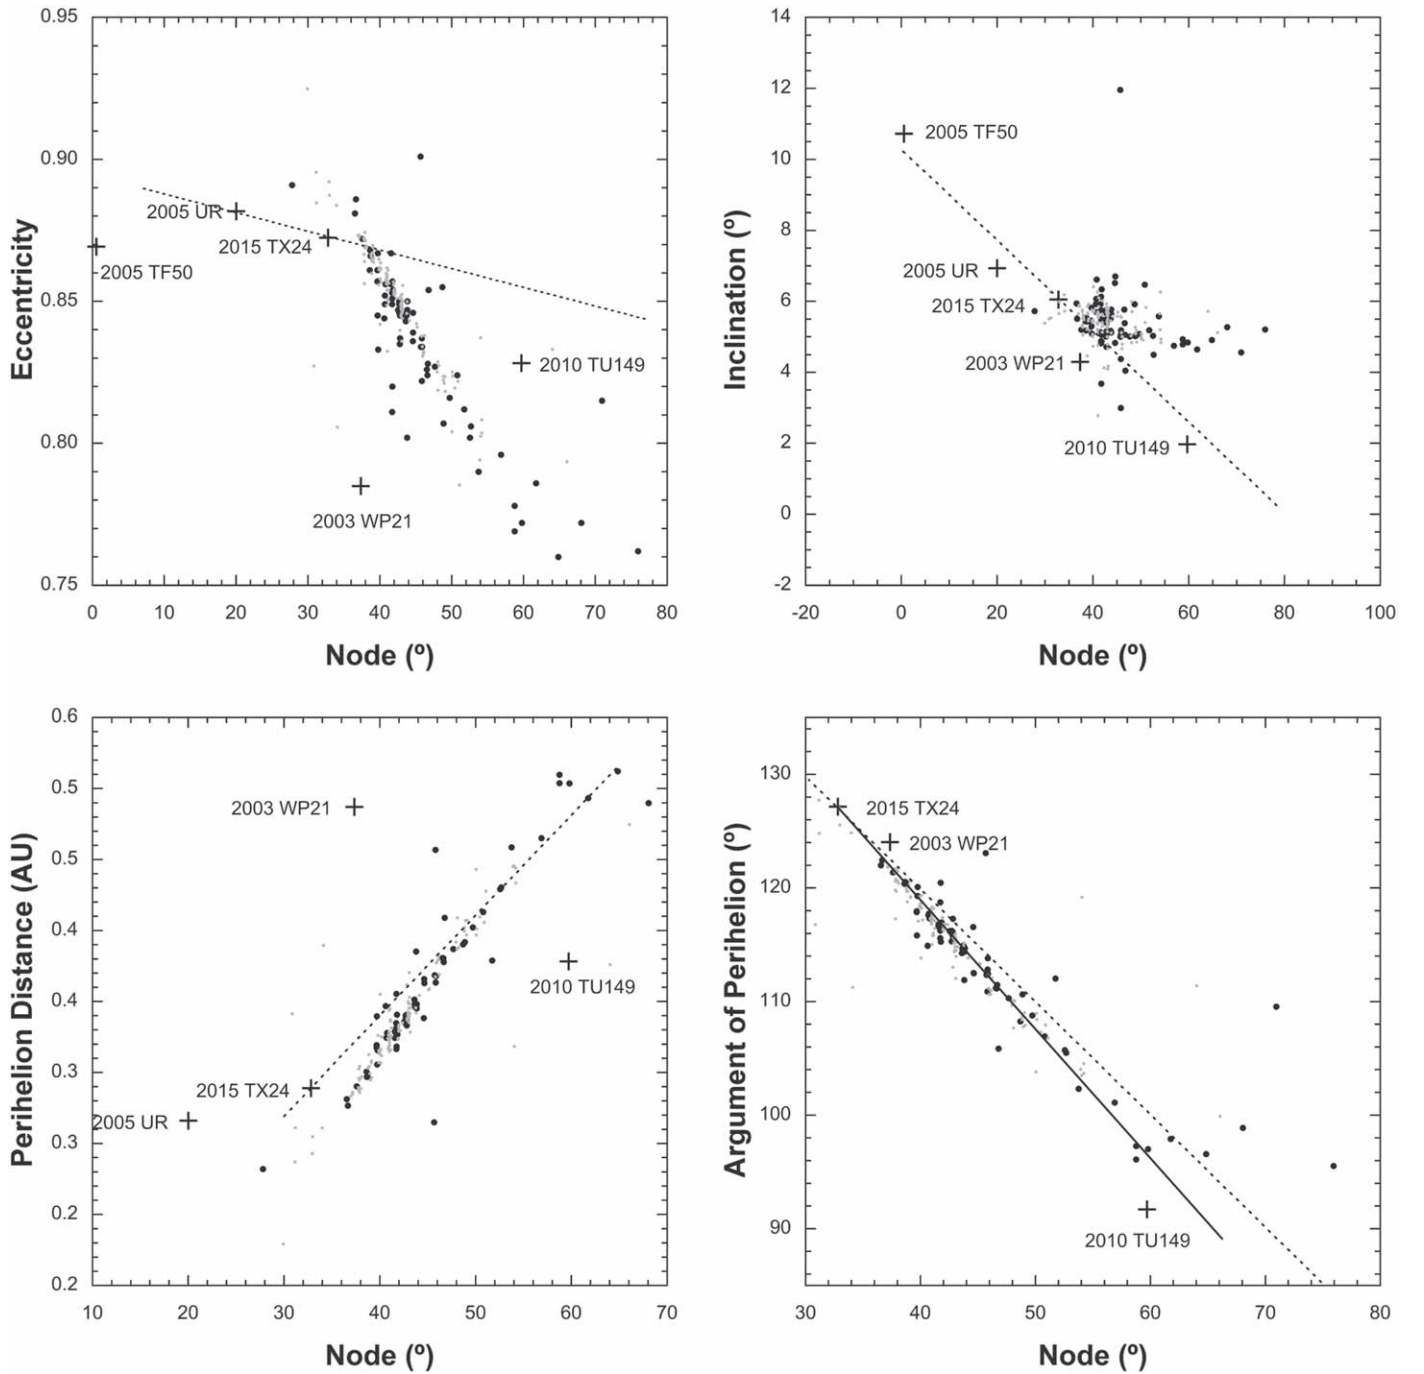 0.95
0.90
0.85
0.80
0.75
Eccentricity
2005 UR
2015 TX24
2005 TF50
2010 TU149
2003 WP21
0 10 20 30 40 50 60 70 80
Node (º)
14
12
10
8
6
4
2
0
-2
Inclination (º)
2005 TF50
2005 UR
2015 TX24
2003 WP21
2010 TU149
-20 0 20 40 60 80 100
Node (º)
0.6
0.5
0.5
0.4
0.4
0.3
0.3
0.2
0.2
Perihelion Distance (AU)
2003 WP21
2010 TU149
2015 TX24
2005 UR
10 20 30 40 50 60 70
Node (º)
130
120
110
100
90
Argument of Perihelion (º)
2015 TX24
2003 WP21
2010 TU149
30 40 50 60 70 80
Node (º)